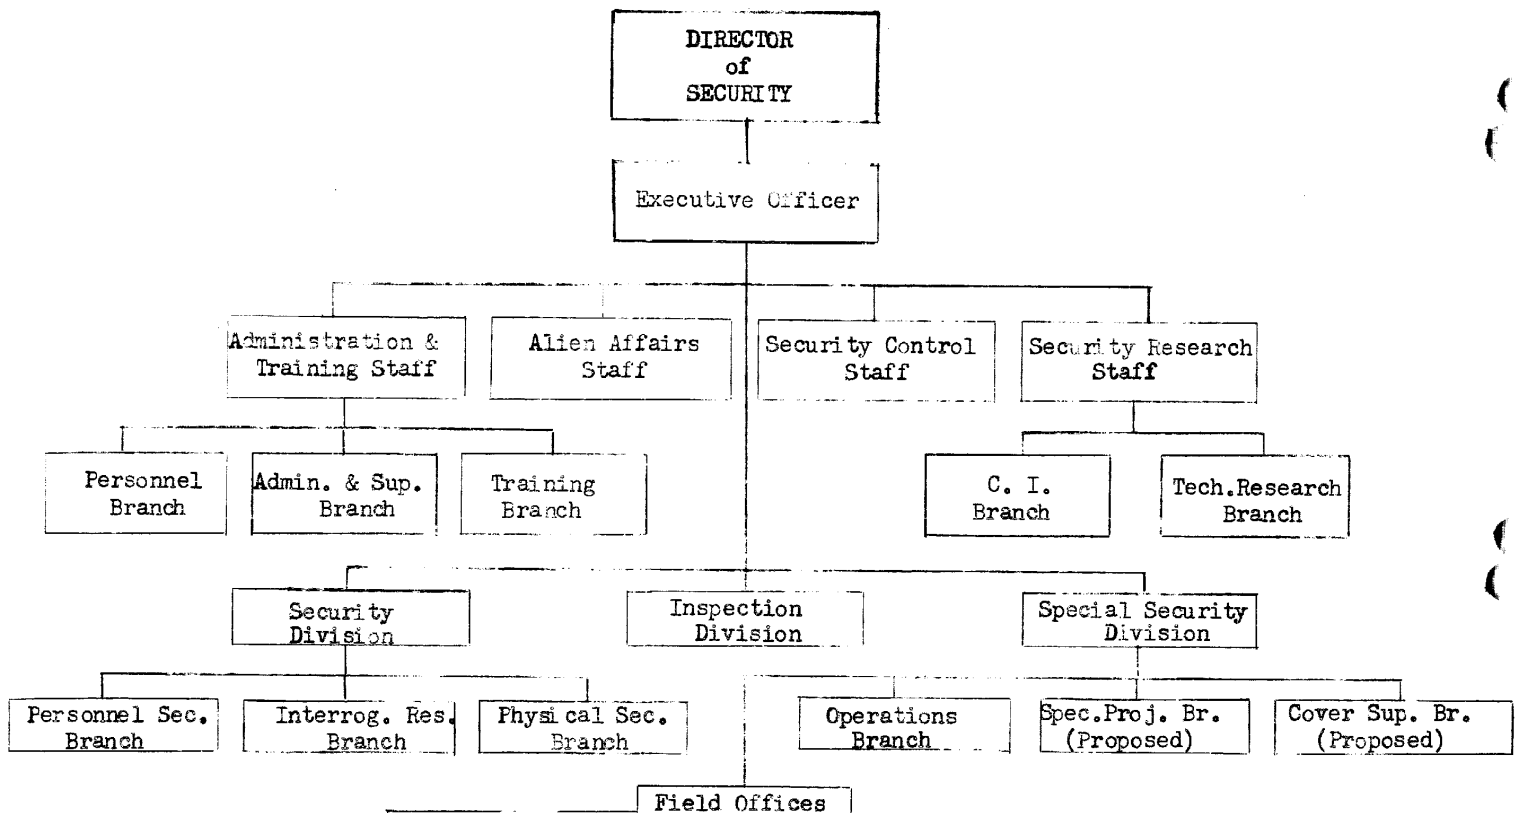 DIRECTOR
of
SECURITY
Executive Officer
Administration &
Training Staff
Alien Affairs
Staff
Security Control
Staff
Security Research
Staff
Personnel
Branch
Admin. & Sup.
Branch
Training
Branch
C. I.
Branch
Tech.Research
Branch
Security
Division
Inspection
Division
Special Security
Division
Personnel Sec.
Branch
Interrog. Res.
Branch
Physical Sec.
Branch
Operations
Branch
Spec.Proj. Br.
(Proposed)
Cover Sup. Br.
(Proposed)
Field Offices